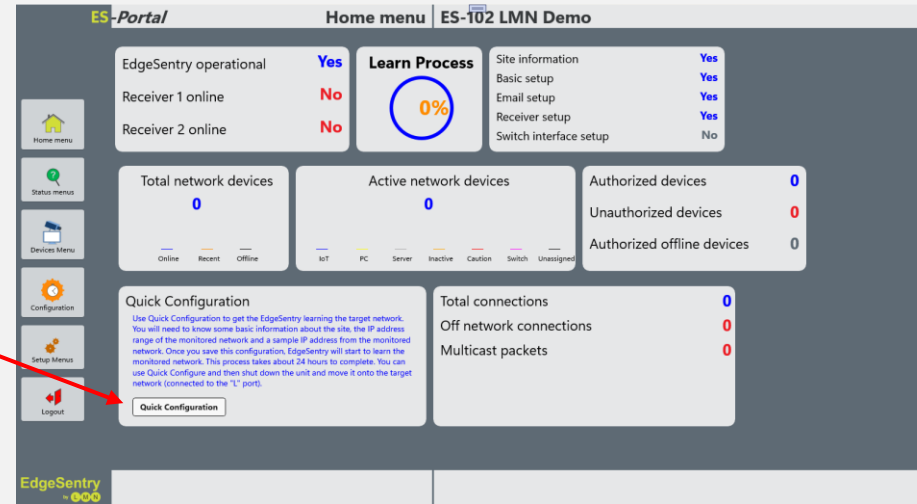 ES-Portal
Home menu
ES-102 LMN Demo
EdgeSentry operational Yes
Receiver 1 online No
Receiver 2 online No
Learn Process
0%
Site information Yes
Basic setup Yes
Email setup Yes
Receiver setup Yes
Switch interface setup No
Home menu
Status menus
Devices Menu
Configuration
Setup Menus
Logout
Total network devices
0
Online Recent Offline
Active network devices
0
IoT PC Server Inactive Caution Switch Unassigned
Authorized devices 0
Unauthorized devices 0
Authorized offline devices 0
Quick Configuration
Use Quick Configuration to get the EdgeSentry learning the target network.
You will need to know some basic information about the site, the IP address
range of the monitored network and a sample IP address from the monitored
network. Once you save this configuration, EdgeSentry will start to learn the
monitored network. This process takes about 24 hours to complete. You can
use Quick Configure and then shut down the unit and move it onto the target
network (connected to the "L" port).
Quick Configuration
Total connections 0
Off network connections 0
Multicast packets 0
EdgeSentry
by LMN